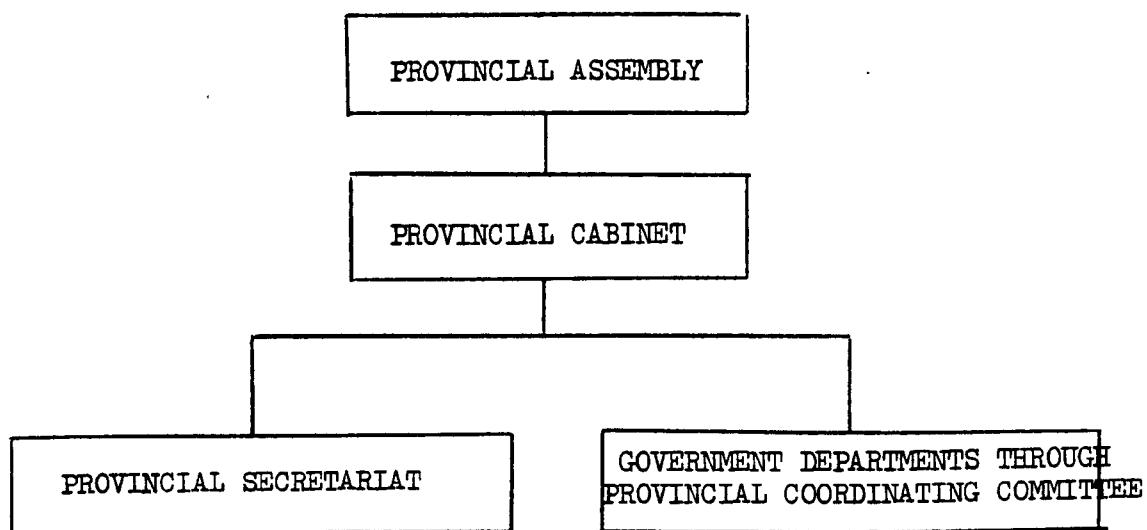 PROVINCIAL ASSEMBLY
PROVINCIAL CABINET
PROVINCIAL SECRETARIAT
GOVERNMENT DEPARTMENTS THROUGH
PROVINCIAL COORDINATING COMMITTEE